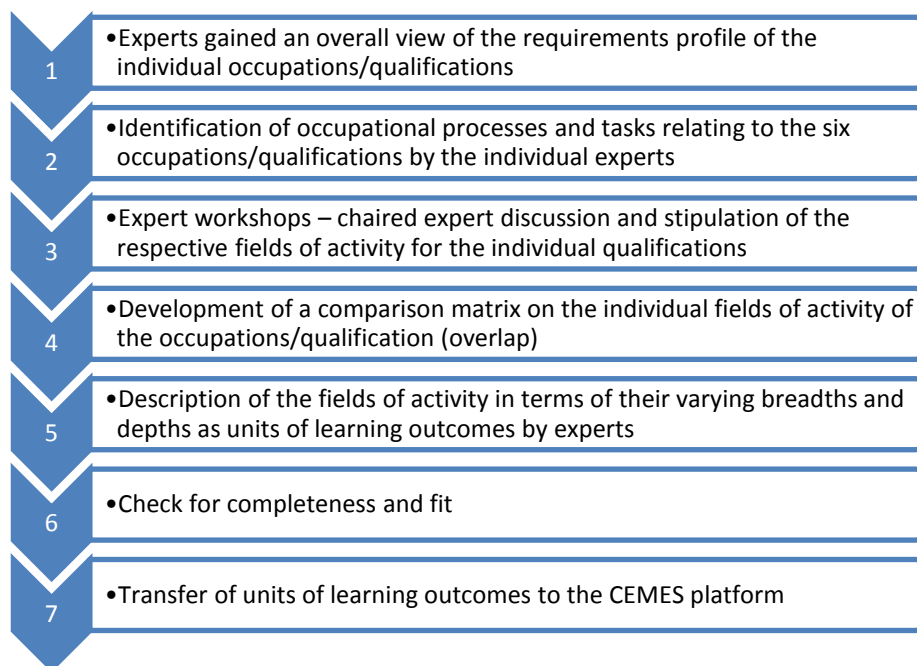 1
•Experts gained an overall view of the requirements profile of the
individual occupations/qualifications
2
•Identification of occupational processes and tasks relating to the six
occupations/qualifications by the individual experts
3
•Expert workshops – chaired expert discussion and stipulation of the
respective fields of activity for the individual qualifications
4
•Development of a comparison matrix on the individual fields of activity of
the occupations/qualification (overlap)
5
•Description of the fields of activity in terms of their varying breadths and
depths as units of learning outcomes by experts
6
•Check for completeness and fit
7
•Transfer of units of learning outcomes to the CEMES platform